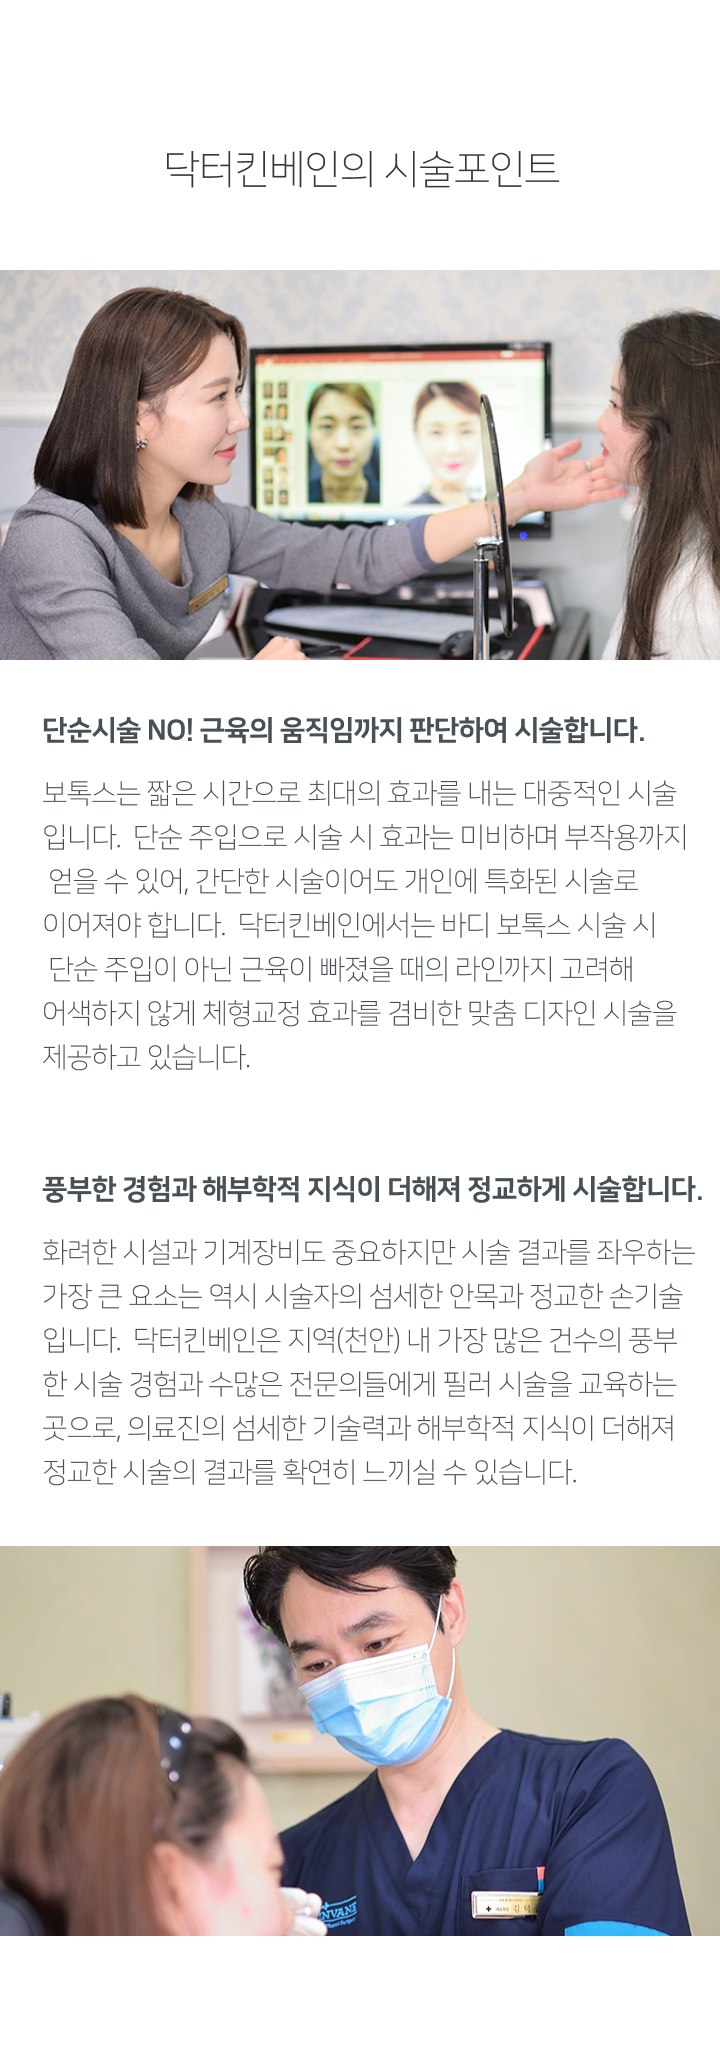 닥터킨베인의 시술포인트
단순시술 NO! 근육의 움직임까지 판단하여 시술합니다.
보톡스는 짧은 시간으로 최대의 효과를 내는 대중적인 시술
입니다. 단순 주입으로 시술 시 효과는 미비하며 부작용까지
얻을 수 있어, 간단한 시술이어도 개인에 특화된 시술로
이어져야 합니다. 닥터킨베인에서는 바디 보톡스 시술 시
단순 주입이 아닌 근육이 빠졌을 때의 라인까지 고려해
어색하지 않게 체형교정 효과를 겸비한 맞춤 디자인 시술을
제공하고 있습니다.
풍부한 경험과 해부학적 지식이 더해져 정교하게 시술합니다.
화려한 시설과 기계장비도 중요하지만 시술 결과를 좌우하는
가장 큰 요소는 역시 시술자의 섬세한 안목과 정교한 손기술
입니다. 닥터킨베인은 지역(천안) 내 가장 많은 건수의 풍부
한 시술 경험과 수많은 전문의들에게 필러 시술을 교육하는
곳으로, 의료진의 섬세한 기술력과 해부학적 지식이 더해져
정교한 시술의 결과를 확연히 느끼실 수 있습니다.